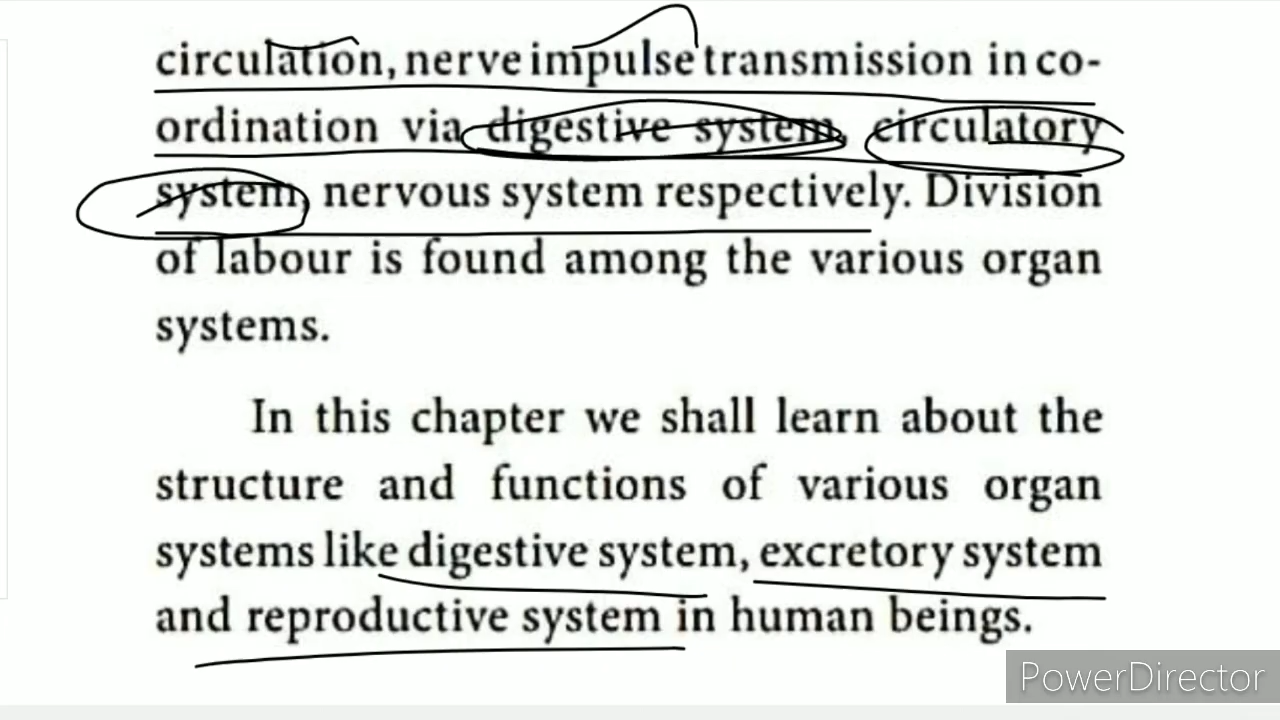 circulation, nerve impulse transmission in co-
ordination via digestive system, circulatory
system, nervous system respectively. Division
of labour is found among the various organ
systems.
In this chapter we shall learn about the
structure and functions of various organ
systems like digestive system, excretory system
and reproductive system in human beings.
PowerDirector